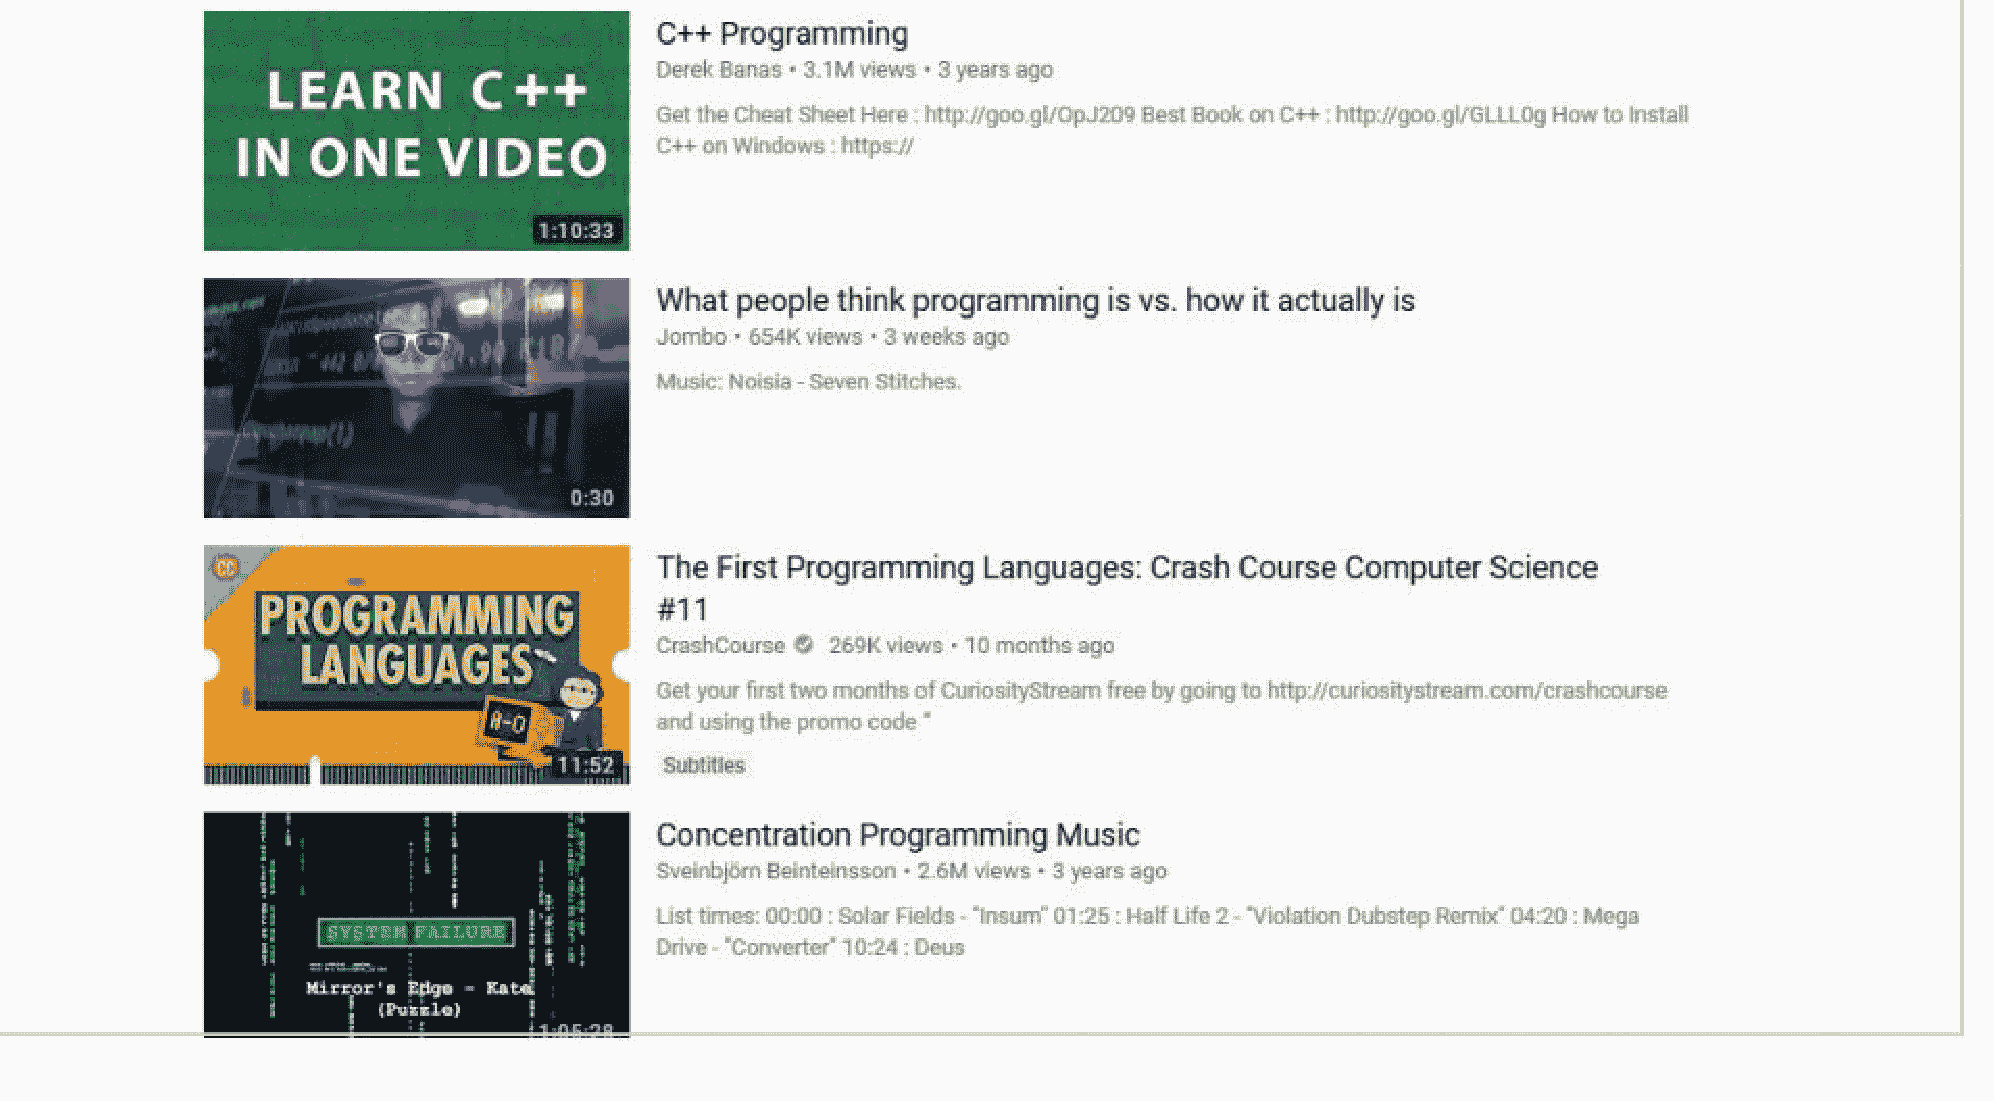 LEARN C++
IN ONE VIDEO
1:10:33
C++ Programming
Derek Banas • 3.1M views • 3 years ago
Get the Cheat Sheet Here : http://goo.gl/OpJ209 Best Book on C++ : http://goo.gl/GLLL0g How to Install
C++ on Windows : https://
0:30
What people think programming is vs. how it actually is
Jombo • 654K views • 3 weeks ago
Music: Noisia - Seven Stitches.
CC
PROGRAMMING
LANGUAGES
11:52
The First Programming Languages: Crash Course Computer Science
#11
CrashCourse 269K views • 10 months ago
Get your first two months of CuriosityStream free by going to http://curiositystream.com/crashcourse
and using the promo code "
Subtitles
SYSTEM FAILURE
Mirror's Edge - Kate
(Puzzle)
1:05:28
Concentration Programming Music
Sveinbjörn Beinteinsson • 2.6M views • 3 years ago
List times: 00:00 : Solar Fields - "Insum" 01:25 : Half Life 2 - "Violation Dubstep Remix" 04:20 : Mega
Drive - "Converter" 10:24 : Deus